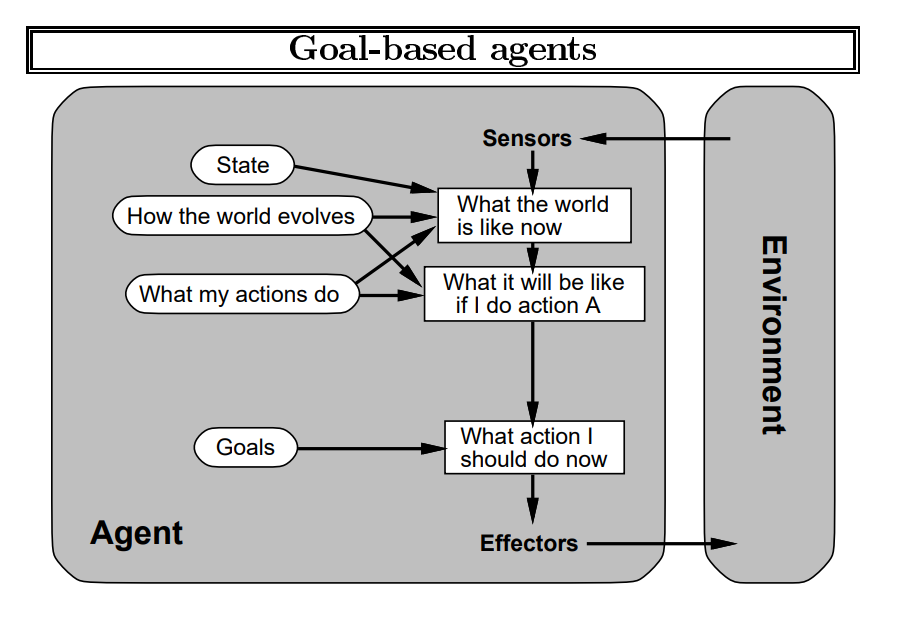 Goal-based agents
Sensors
State
What the world
is like now
How the world evolves
What my actions do
What it will be like
if I do action A
Goals
What action I
should do now
Agent
Effectors
Environment